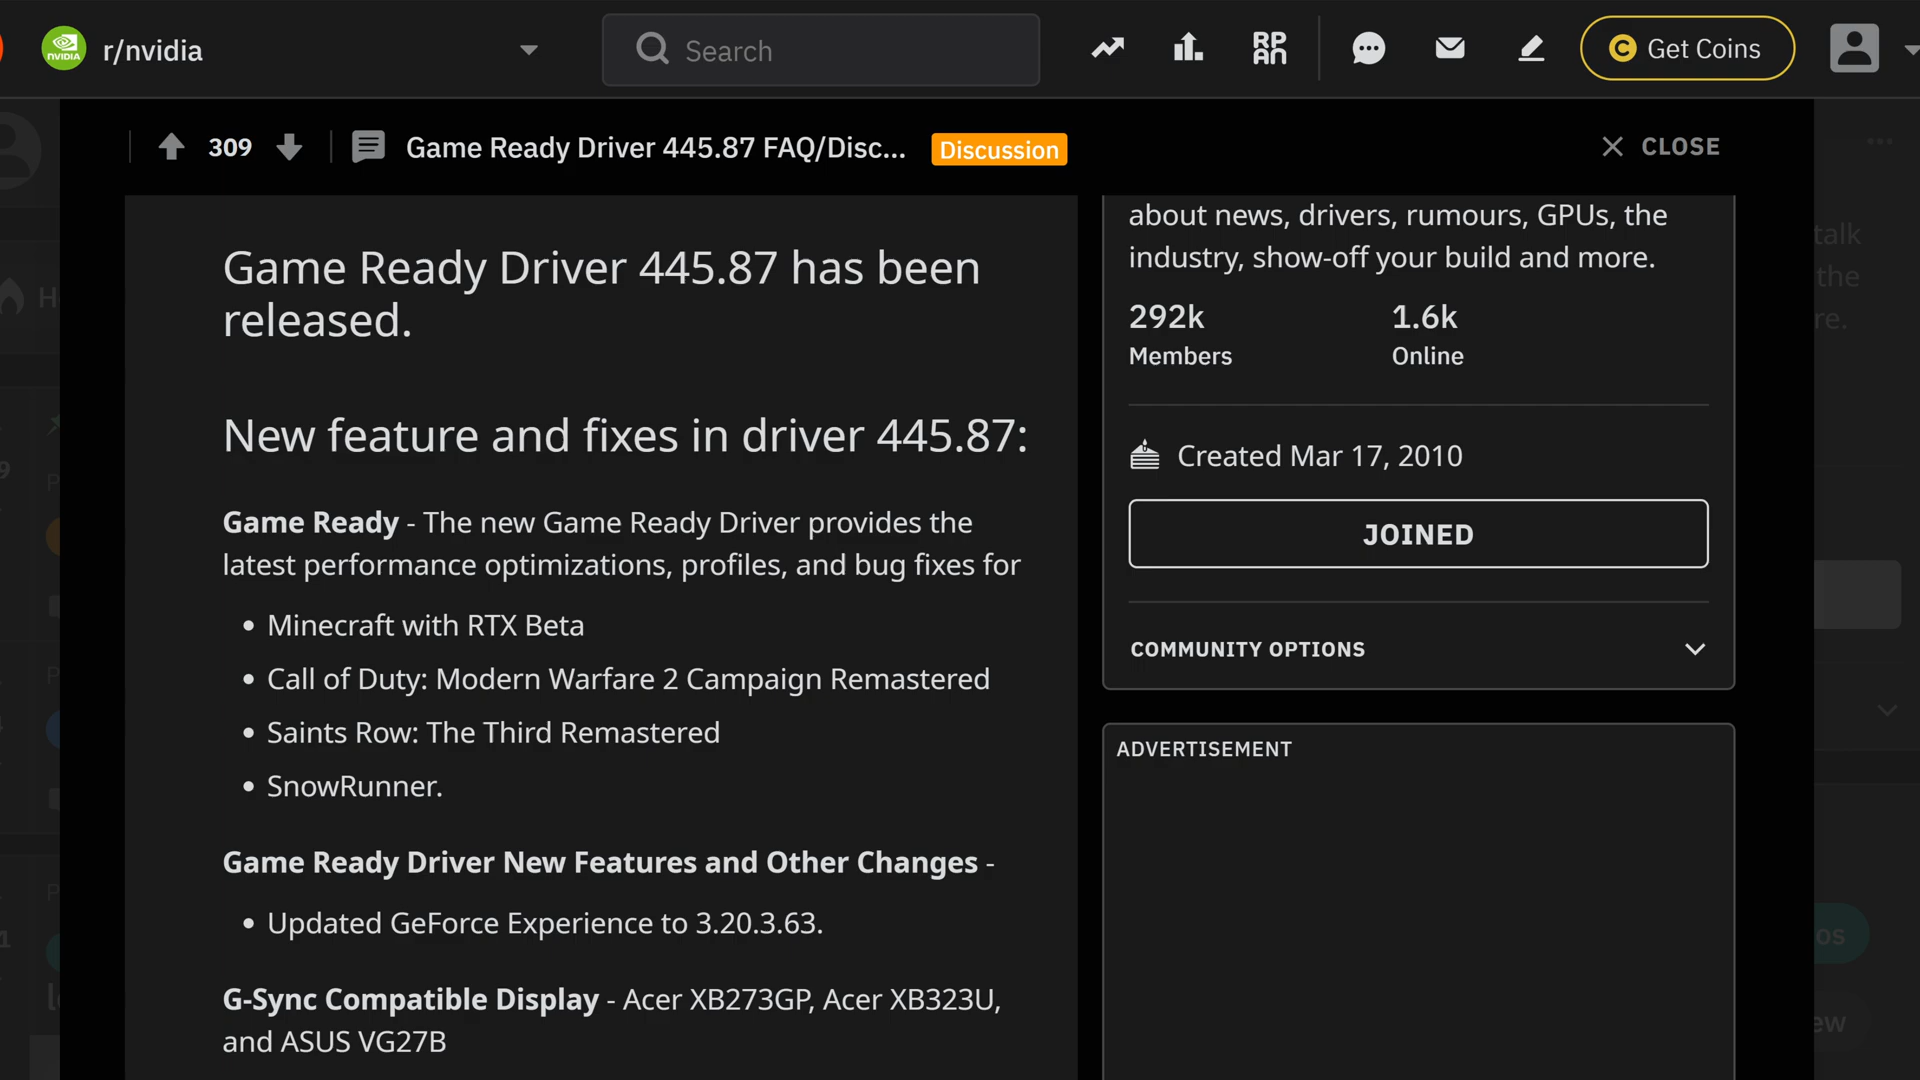 r/nvidia
Search
RPAN
Get Coins
309
Game Ready Driver 445.87 FAQ/Disc...
Discussion
CLOSE
Game Ready Driver 445.87 has been
released.
New feature and fixes in driver 445.87:
Game Ready - The new Game Ready Driver provides the
latest performance optimizations, profiles, and bug fixes for
• Minecraft with RTX Beta
• Call of Duty: Modern Warfare 2 Campaign Remastered
• Saints Row: The Third Remastered
• SnowRunner.
Game Ready Driver New Features and Other Changes -
• Updated GeForce Experience to 3.20.3.63.
G-Sync Compatible Display - Acer XB273GP, Acer XB323U,
and ASUS VG27B
about news, drivers, rumours, GPUs, the
industry, show-off your build and more.
292k
1.6k
Members
Online
Created Mar 17, 2010
JOINED
COMMUNITY OPTIONS
ADVERTISEMENT
talk
the
re.
os
ew